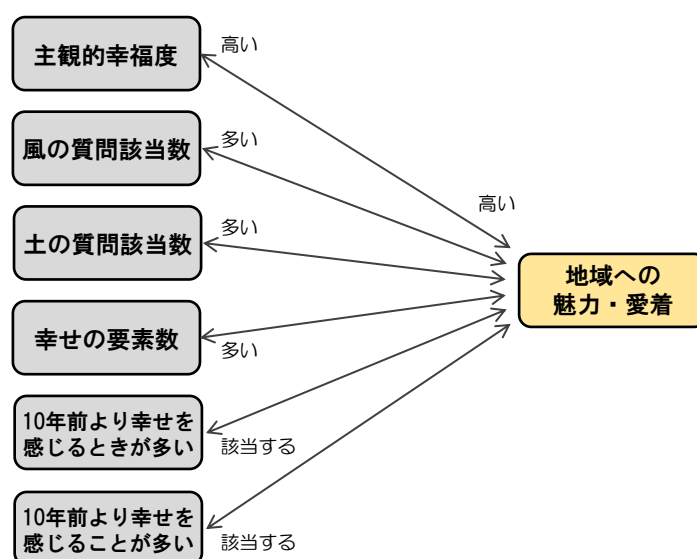 主観的幸福度
高い
風の質問該当数
多い
高い
土の質問該当数
多い
地域への
魅力・愛着
幸せの要素数
多い
10年前より幸せを
感じるときが多い
該当する
10年前より幸せを
感じることが多い
該当する